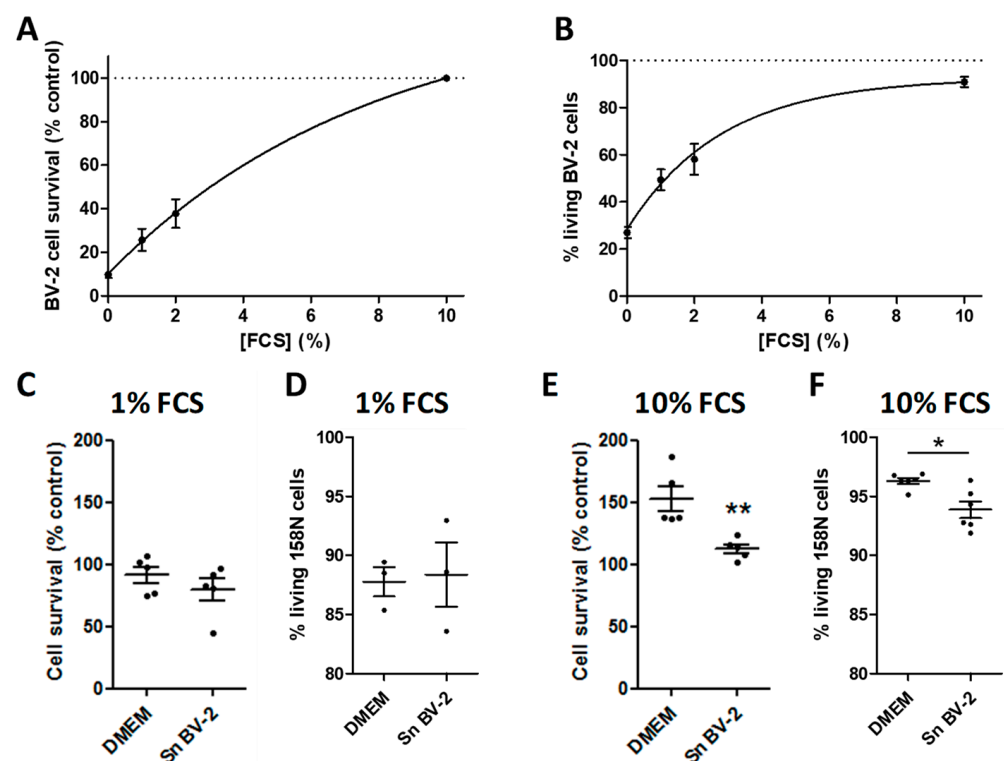 A
BV-2 cell survival (% control)
100
80
60
40
20
0
0 2 4 6 8 10
[FCS] (%)
B
% living BV-2 cells
100
80
60
40
20
0
0 2 4 6 8 10
[FCS] (%)
C
1% FCS
Cell survival (% control)
200
150
100
50
0
DMEM
Sn BV-2
D
1% FCS
% living 158N cells
100
95
90
85
80
DMEM
Sn BV-2
E
10% FCS
Cell survival (% control)
200
150
100
50
0
**
DMEM
Sn BV-2
F
10% FCS
% living 158N cells
100
95
90
85
80
*
DMEM
Sn BV-2